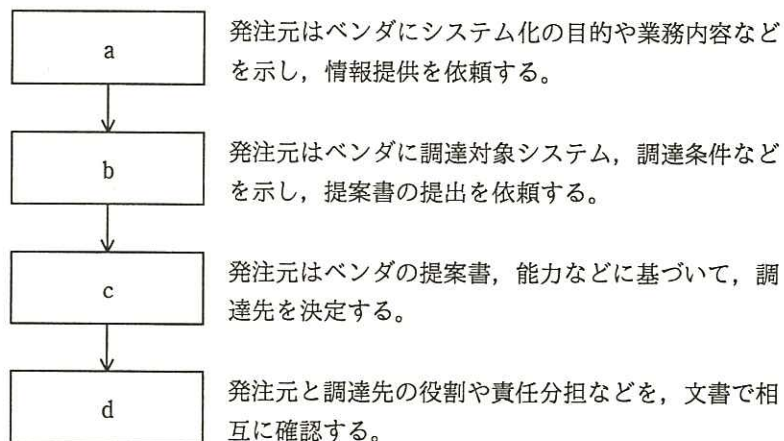 a
発注元はベンダにシステム化の目的や業務内容など
を示し，情報提供を依頼する。
b
発注元はベンダに調達対象システム，調達条件など
を示し，提案書の提出を依頼する。
c
発注元はベンダの提案書，能力などに基づいて，調
達先を決定する。
d
発注元と調達先の役割や責任分担などを，文書で相
互に確認する。